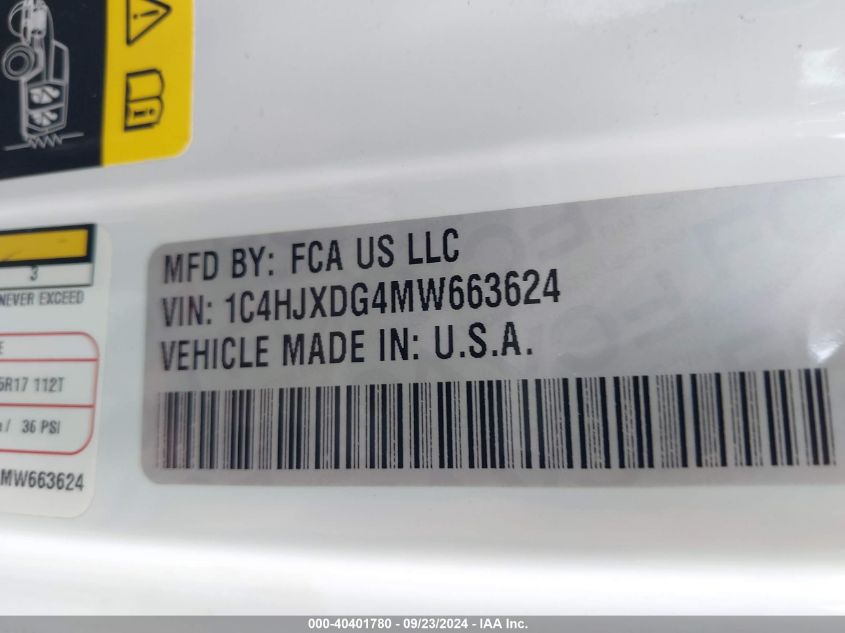 MFD BY: FCA US LLC
VIN: 1C4HJXDG4MW663624
VEHICLE MADE IN: U.S.A.
3
NEVER EXCEED
5R17 112T
/ 36 PSI
MW663624
000-40401780 - 09/23/2024 - IAA Inc.